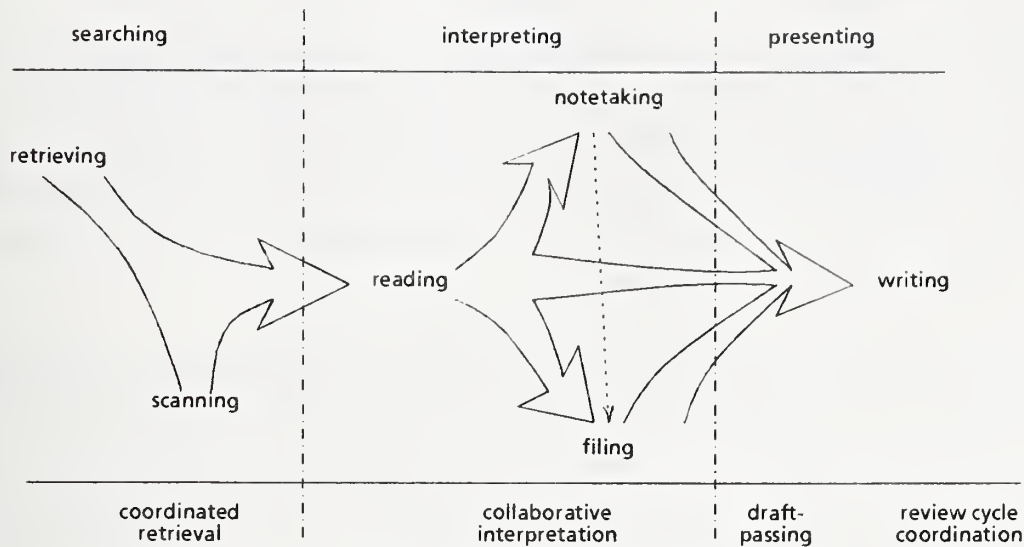 searching
interpreting
presenting
notetaking
retrieving
reading
writing
scanning
filing
coordinated
retrieval
collaborative
interpretation
draft-
passing
review cycle
coordination